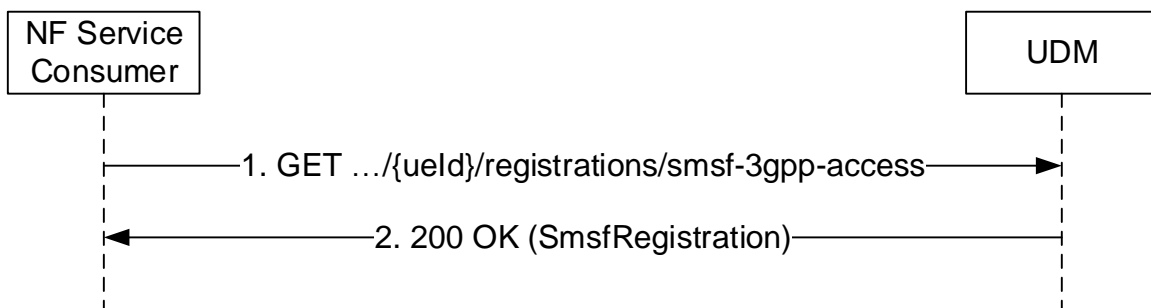 NF Service
Consumer
UDM
1. GET …/{ueId}/registrations/smsf-3gpp-access
2. 200 OK (SmsfRegistration)